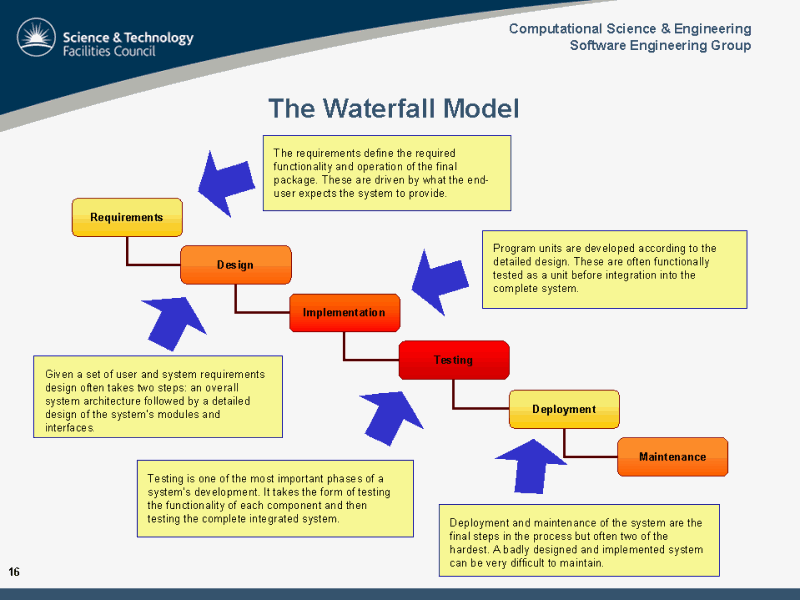 Science & Technology
Facilities Council
Computational Science & Engineering
Software Engineering Group
The Waterfall Model
The requirements define the required
functionality and operation of the final
package. These are driven by what the end-
user expects the system to provide.
Requirements
Program units are developed according to the
detailed design. These are often functionally
tested as a unit before integration into the
complete system.
Design
Implementation
Testing
Given a set of user and system requirements
design often takes two steps: an overall
system architecture followed by a detailed
design of the system's modules and
interfaces.
Deployment
Maintenance
Testing is one of the most important phases of a
system's development. It takes the form of testing
the functionality of each component and then
testing the complete integrated system.
Deployment and maintenance of the system are the
final steps in the process but often two of the
hardest. A badly designed and implemented system
can be very difficult to maintain.
16